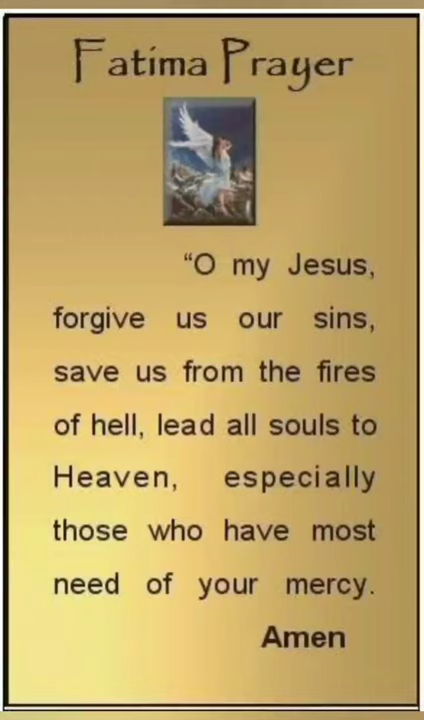 Fatima Prayer
“O my Jesus,
forgive us our sins,
save us from the fires
of hell, lead all souls to
Heaven, especially
those who have most
need of your mercy.
Amen